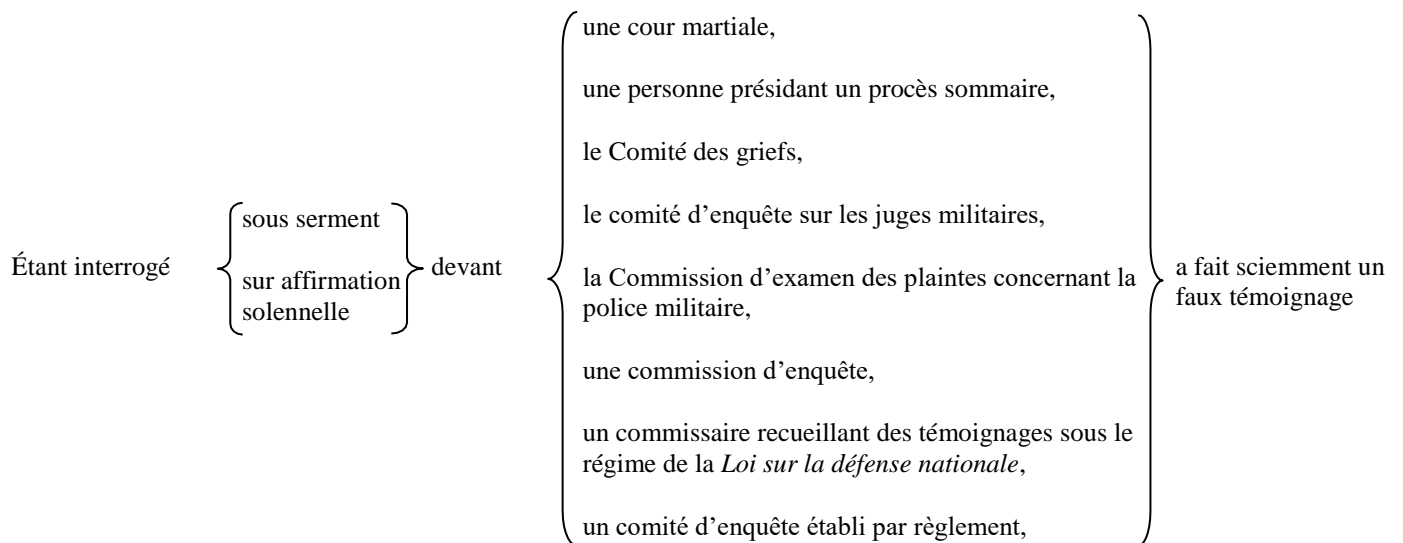 Étant interrogé
sous serment
sur affirmation
solennelle
devant
une cour martiale,
une personne présidant un procès sommaire,
le Comité des griefs,
le comité d’enquête sur les juges militaires,
la Commission d’examen des plaintes concernant la
police militaire,
une commission d’enquête,
un commissaire recueillant des témoignages sous le
régime de la Loi sur la défense nationale,
un comité d’enquête établi par règlement,
a fait sciemment un
faux témoignage